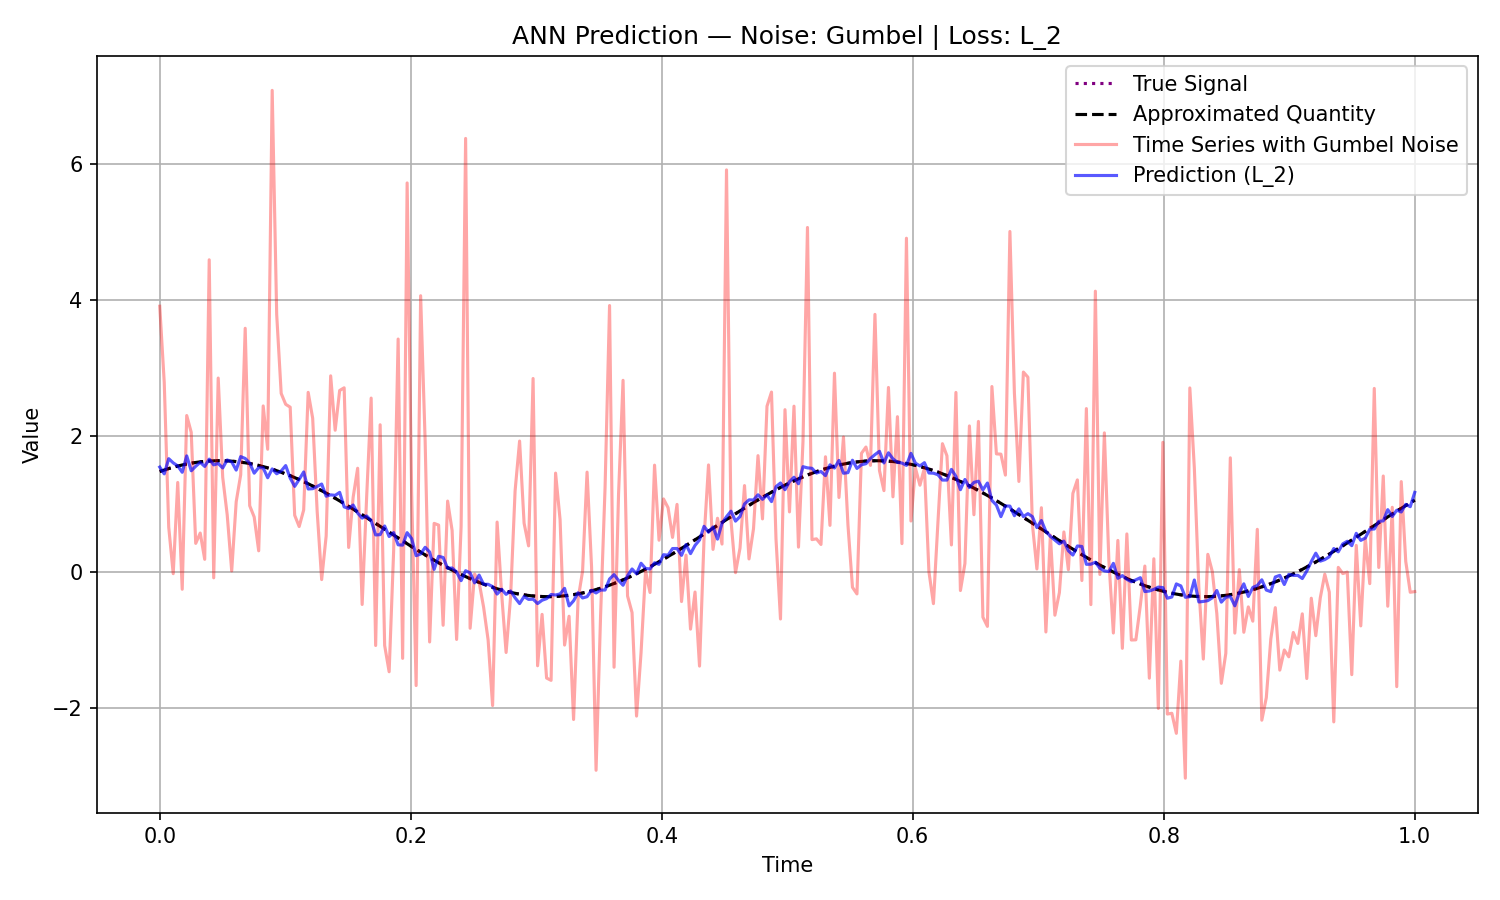 ANN Prediction — Noise: Gumbel | Loss: L_2
True Signal
Approximated Quantity
Time Series with Gumbel Noise
Prediction (L_2)
Value
6
4
2
0
−2
0.0 0.2 0.4 0.6 0.8 1.0
Time